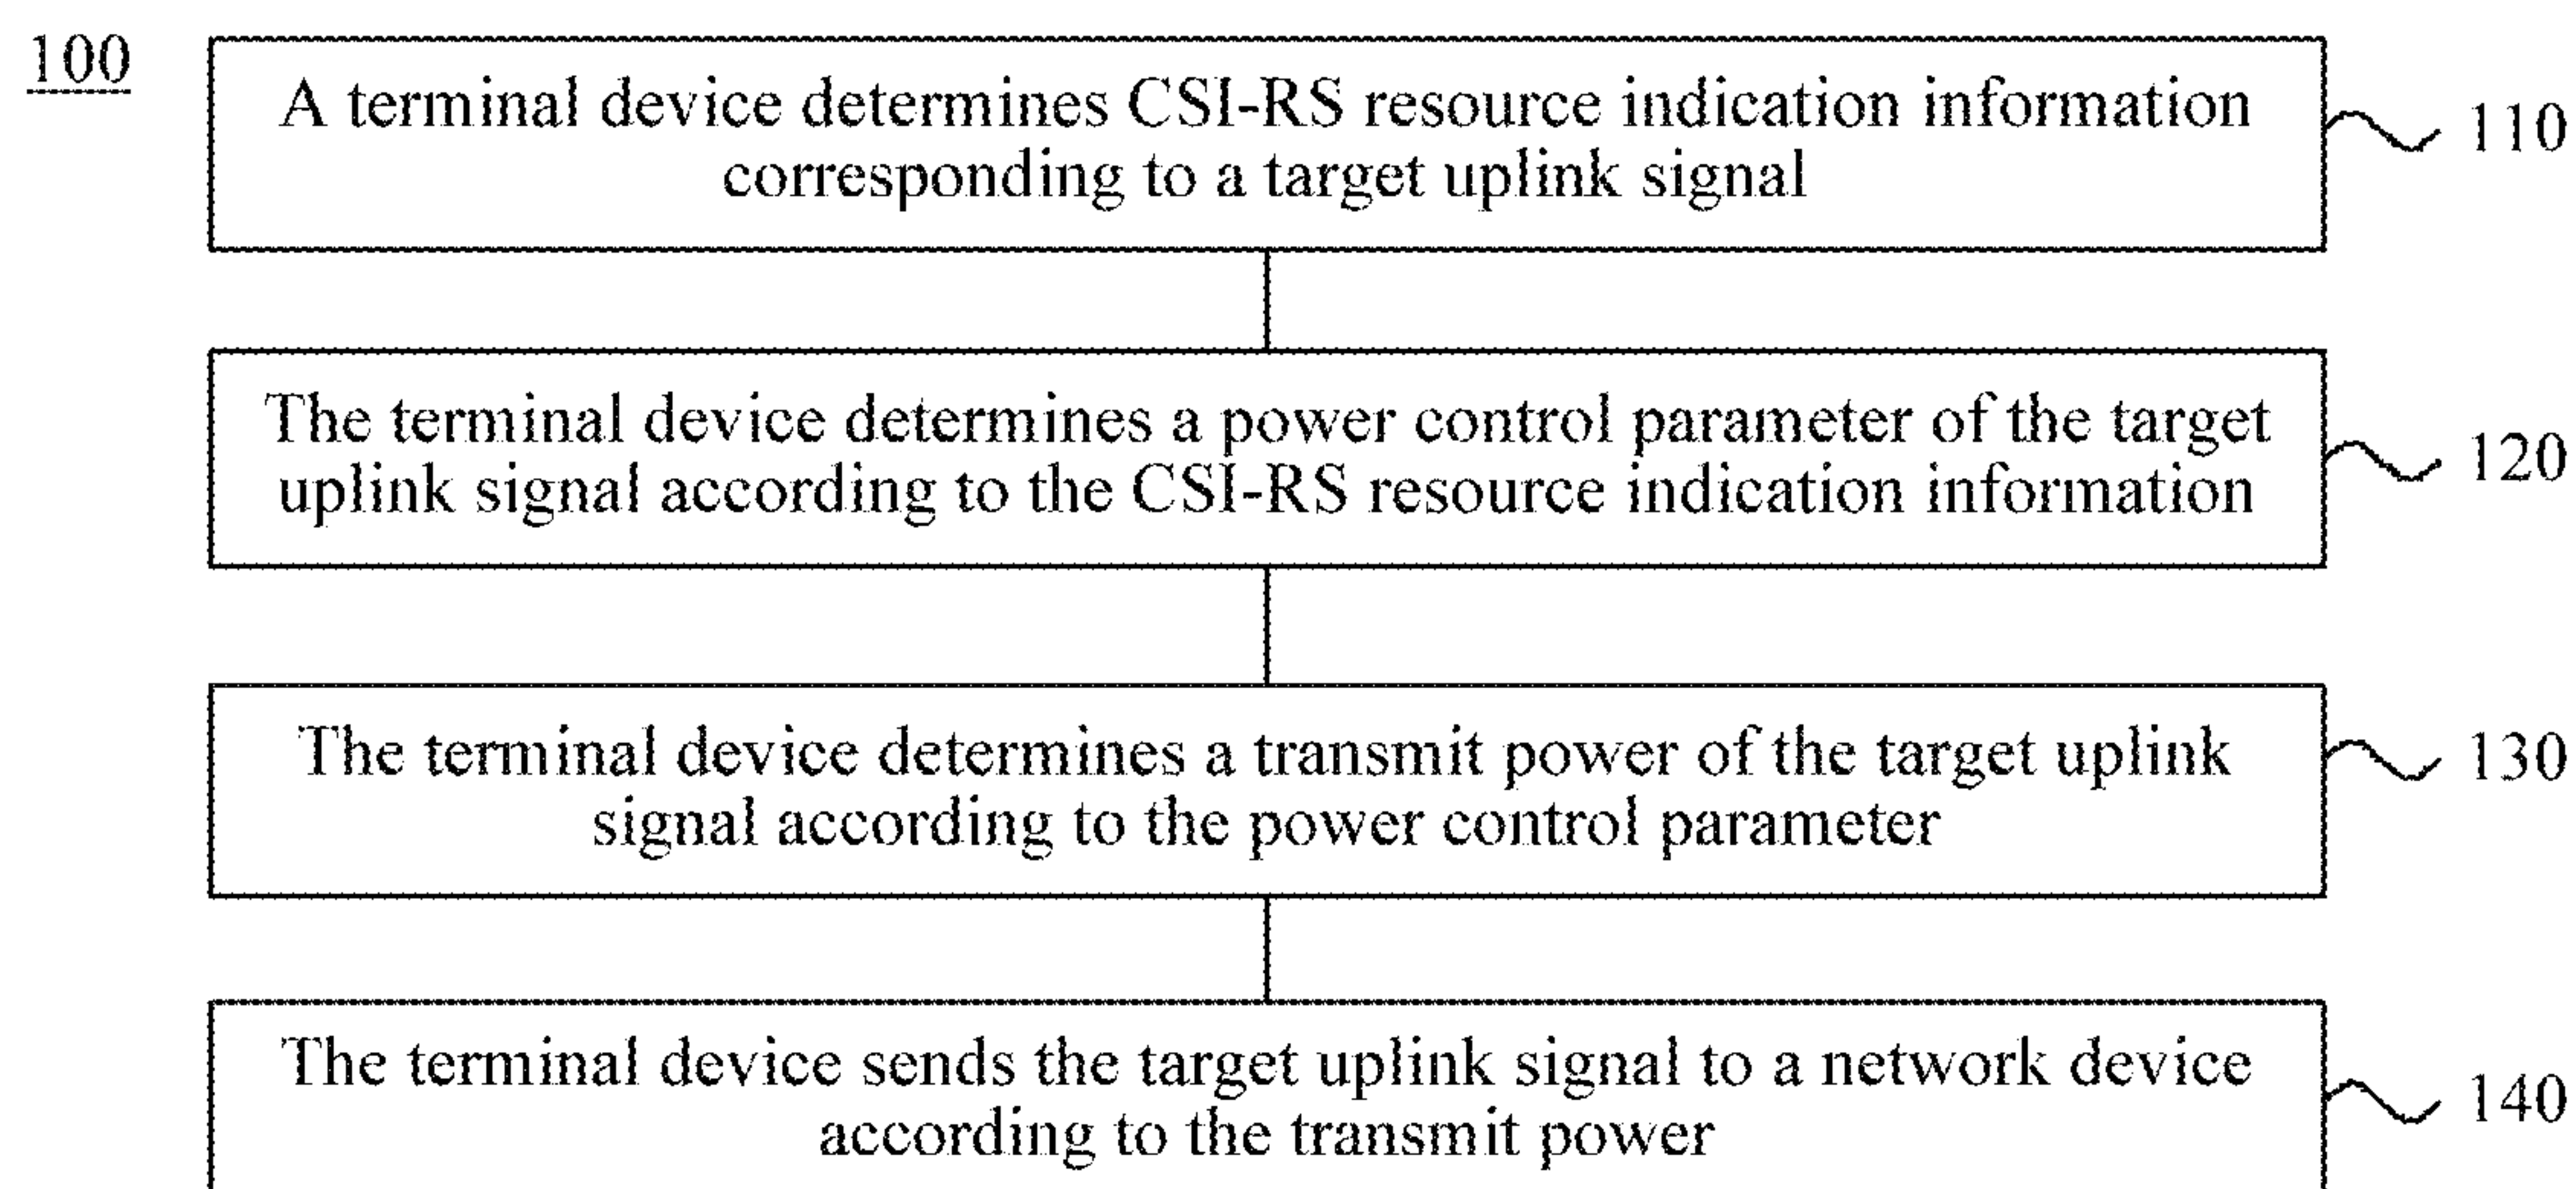 100
A terminal device determines CSI-RS resource indication information
corresponding to a target uplink signal
110
The terminal device determines a power control parameter of the target
uplink signal according to the CSI-RS resource indication information
120
The terminal device determines a transmit power of the target uplink
signal according to the power control parameter
130
The terminal device sends the target uplink signal to a network device
according to the transmit power
140